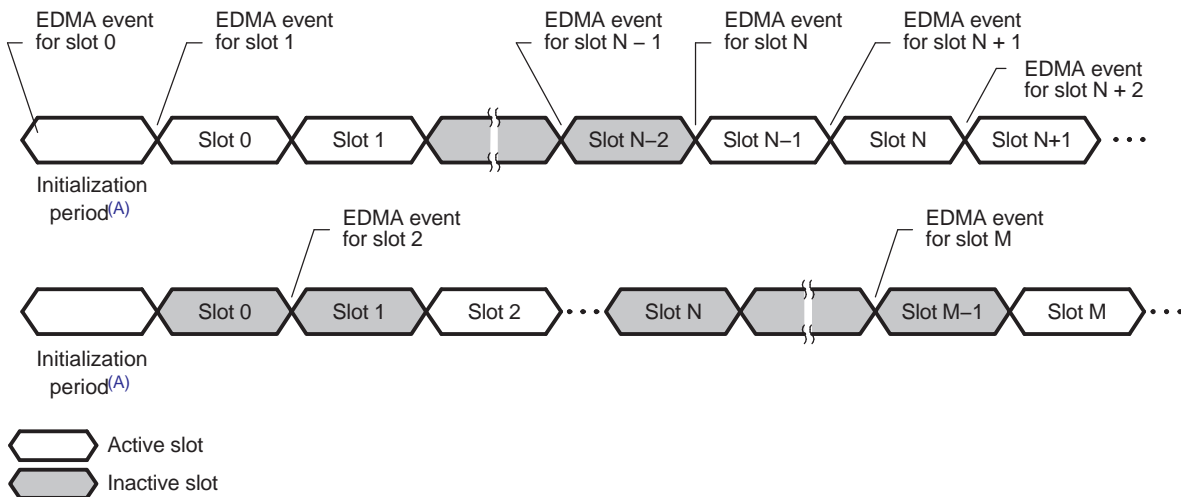 EDMA event
for slot 0
EDMA event
for slot 1
EDMA event
for slot N – 1
EDMA event
for slot N
EDMA event
for slot N + 1
EDMA event
for slot N + 2
Slot 0
Slot 1
Slot N–2
Slot N–1
Slot N
Slot N+1
Initialization
period(A)
EDMA event
for slot 2
EDMA event
for slot M
Slot 0
Slot 1
Slot 2
Slot N
Slot M–1
Slot M
Initialization
period(A)
Active slot
Inactive slot